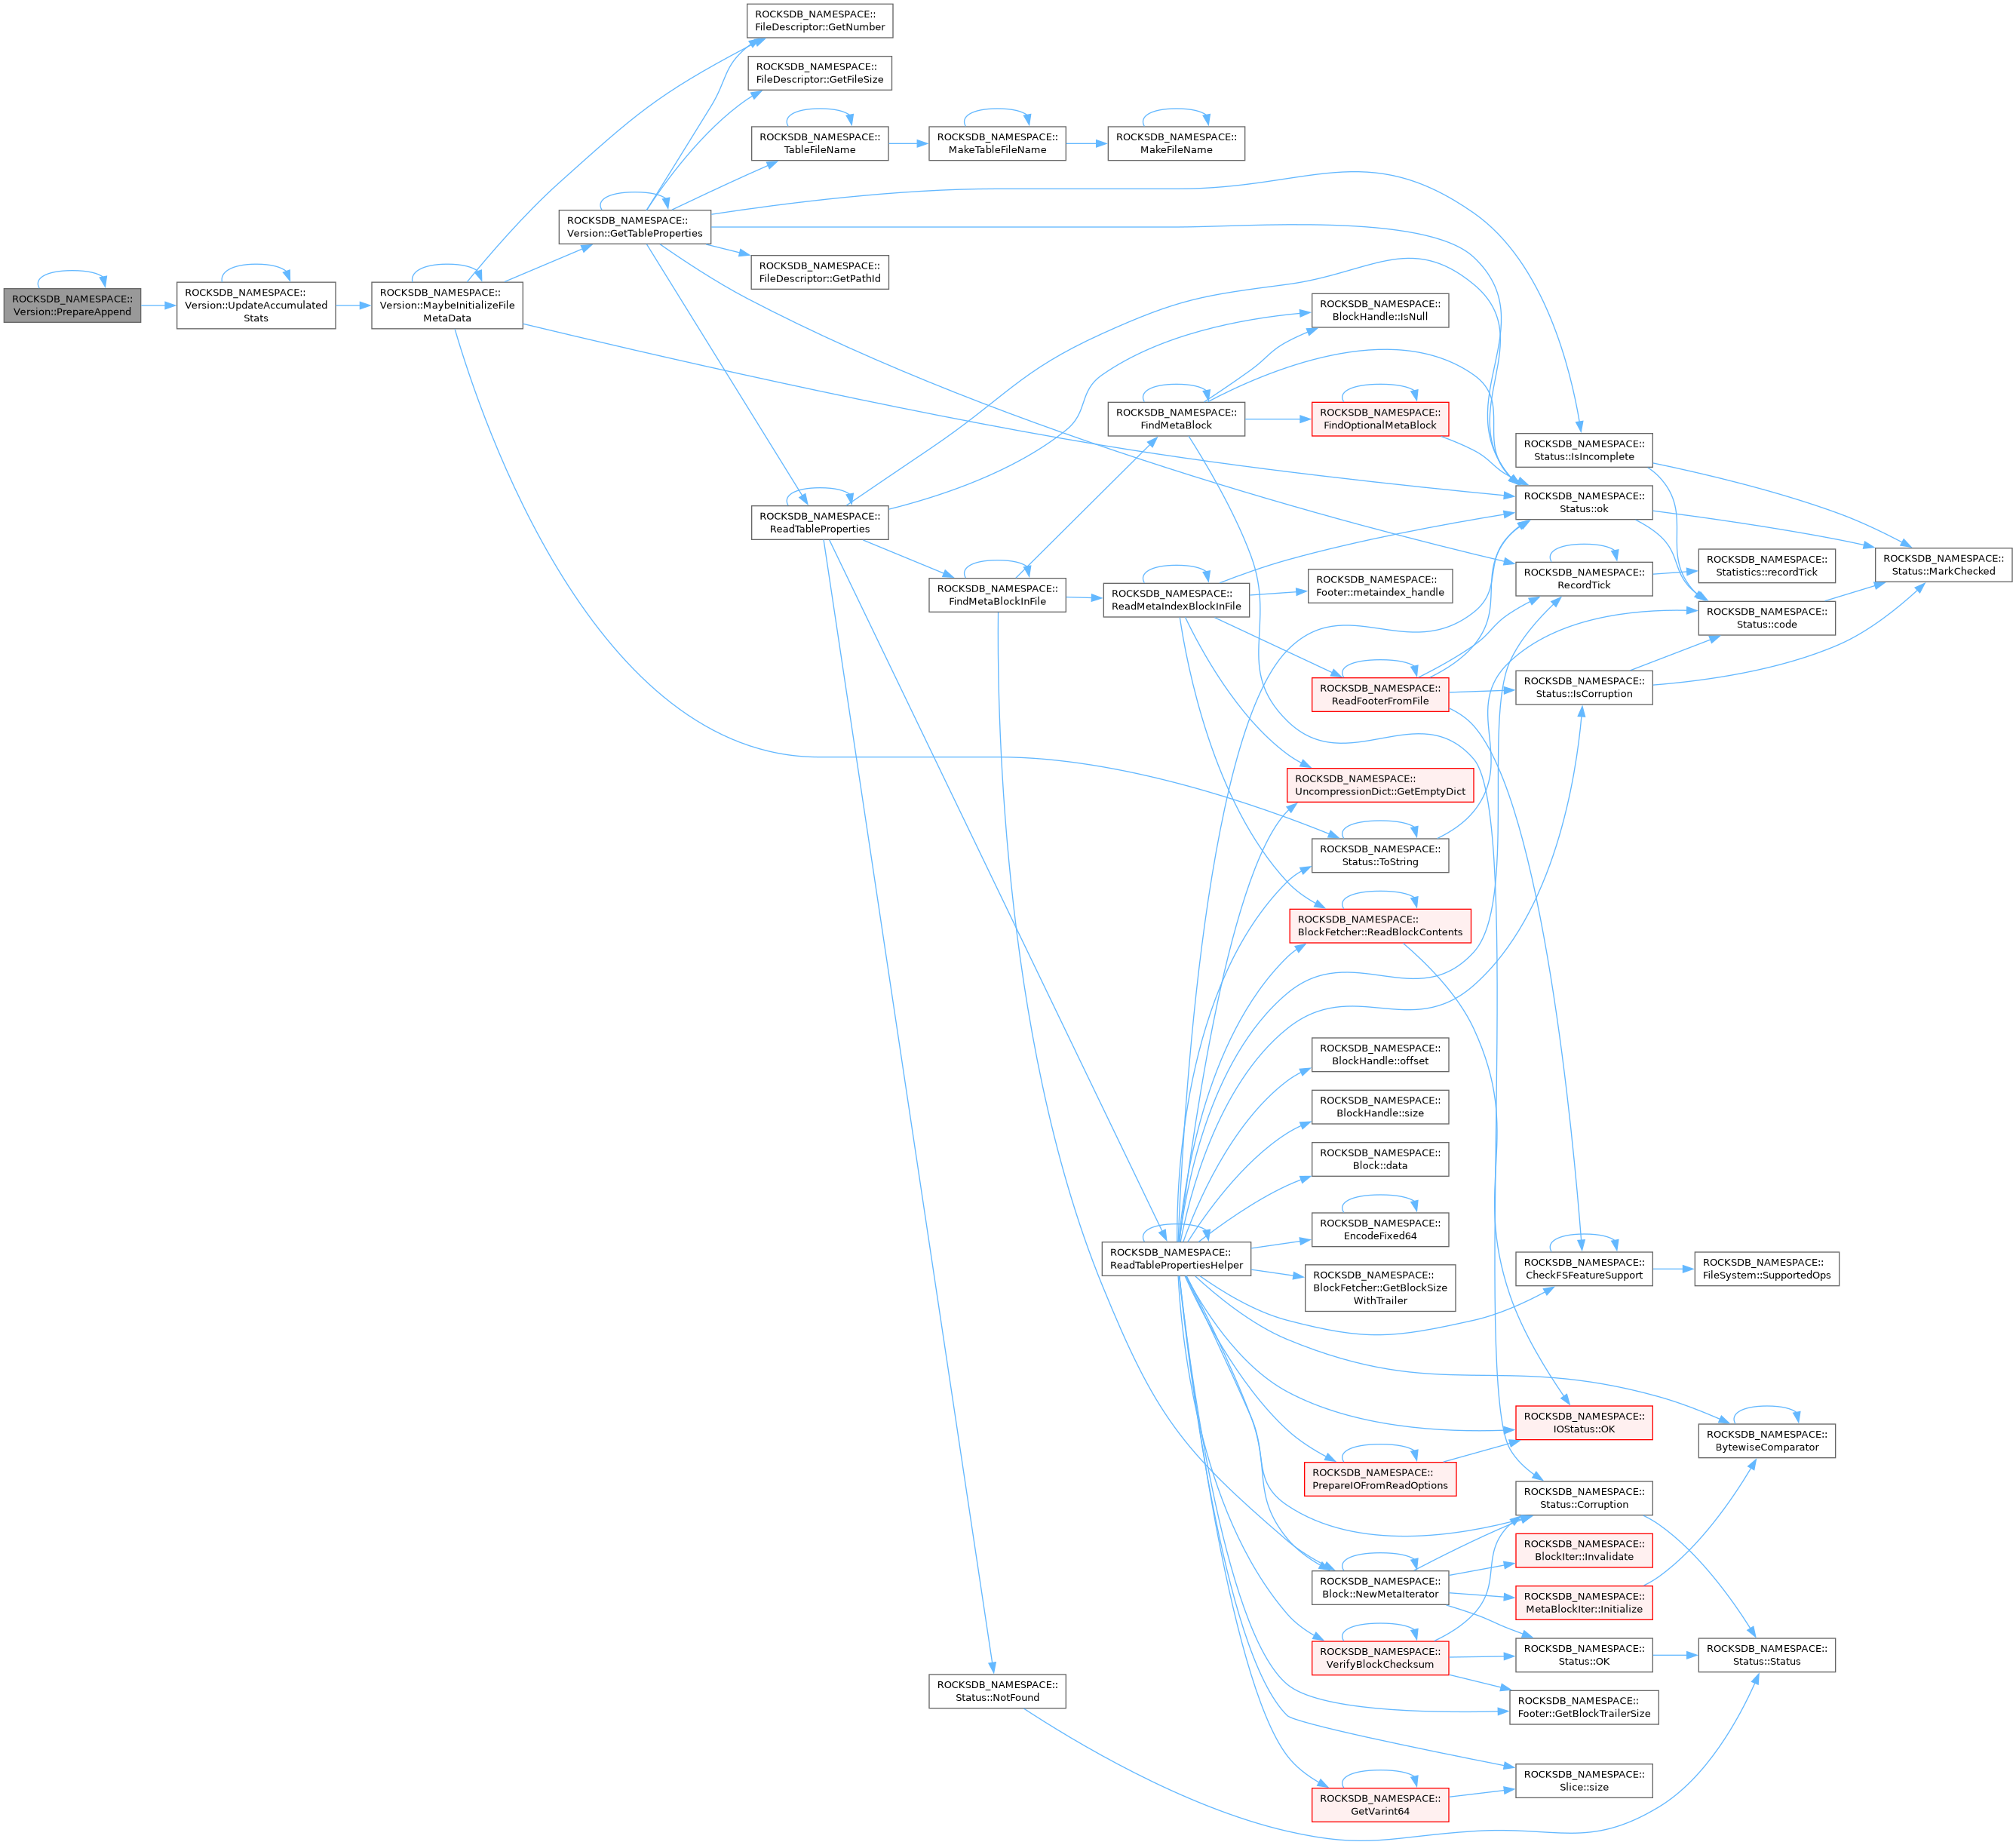 ROCKSDB_NAMESPACE::
FileDescriptor::GetNumber
ROCKSDB_NAMESPACE::
FileDescriptor::GetFileSize
ROCKSDB_NAMESPACE::
TableFileName
ROCKSDB_NAMESPACE::
MakeTableFileName
ROCKSDB_NAMESPACE::
MakeFileName
ROCKSDB_NAMESPACE::
Version::GetTableProperties
ROCKSDB_NAMESPACE::
FileDescriptor::GetPathId
ROCKSDB_NAMESPACE::
Version::PrepareAppend
ROCKSDB_NAMESPACE::
Version::UpdateAccumulated
Stats
ROCKSDB_NAMESPACE::
Version::MaybeInitializeFile
MetaData
ROCKSDB_NAMESPACE::
BlockHandle::IsNull
ROCKSDB_NAMESPACE::
FindMetaBlock
ROCKSDB_NAMESPACE::
FindOptionalMetaBlock
ROCKSDB_NAMESPACE::
Status::IsIncomplete
ROCKSDB_NAMESPACE::
Status::ok
ROCKSDB_NAMESPACE::
ReadTableProperties
ROCKSDB_NAMESPACE::
Statistics::recordTick
ROCKSDB_NAMESPACE::
Status::MarkChecked
ROCKSDB_NAMESPACE::
RecordTick
ROCKSDB_NAMESPACE::
FindMetaBlockInFile
ROCKSDB_NAMESPACE::
ReadMetaIndexBlockInFile
ROCKSDB_NAMESPACE::
Footer::metaindex_handle
ROCKSDB_NAMESPACE::
Status::code
ROCKSDB_NAMESPACE::
ReadFooterFromFile
ROCKSDB_NAMESPACE::
Status::IsCorruption
ROCKSDB_NAMESPACE::
UncompressionDict::GetEmptyDict
ROCKSDB_NAMESPACE::
Status::ToString
ROCKSDB_NAMESPACE::
BlockFetcher::ReadBlockContents
ROCKSDB_NAMESPACE::
BlockHandle::offset
ROCKSDB_NAMESPACE::
BlockHandle::size
ROCKSDB_NAMESPACE::
Block::data
ROCKSDB_NAMESPACE::
EncodeFixed64
ROCKSDB_NAMESPACE::
ReadTablePropertiesHelper
ROCKSDB_NAMESPACE::
BlockFetcher::GetBlockSize
WithTrailer
ROCKSDB_NAMESPACE::
CheckFSFeatureSupport
ROCKSDB_NAMESPACE::
FileSystem::SupportedOps
ROCKSDB_NAMESPACE::
IOStatus::OK
ROCKSDB_NAMESPACE::
BytewiseComparator
ROCKSDB_NAMESPACE::
PrepareIOFromReadOptions
ROCKSDB_NAMESPACE::
Status::Corruption
ROCKSDB_NAMESPACE::
BlockIter::Invalidate
ROCKSDB_NAMESPACE::
Block::NewMetaIterator
ROCKSDB_NAMESPACE::
MetaBlockIter::Initialize
ROCKSDB_NAMESPACE::
VerifyBlockChecksum
ROCKSDB_NAMESPACE::
Status::OK
ROCKSDB_NAMESPACE::
Status::Status
ROCKSDB_NAMESPACE::
Status::NotFound
ROCKSDB_NAMESPACE::
Footer::GetBlockTrailerSize
ROCKSDB_NAMESPACE::
Slice::size
ROCKSDB_NAMESPACE::
GetVarint64